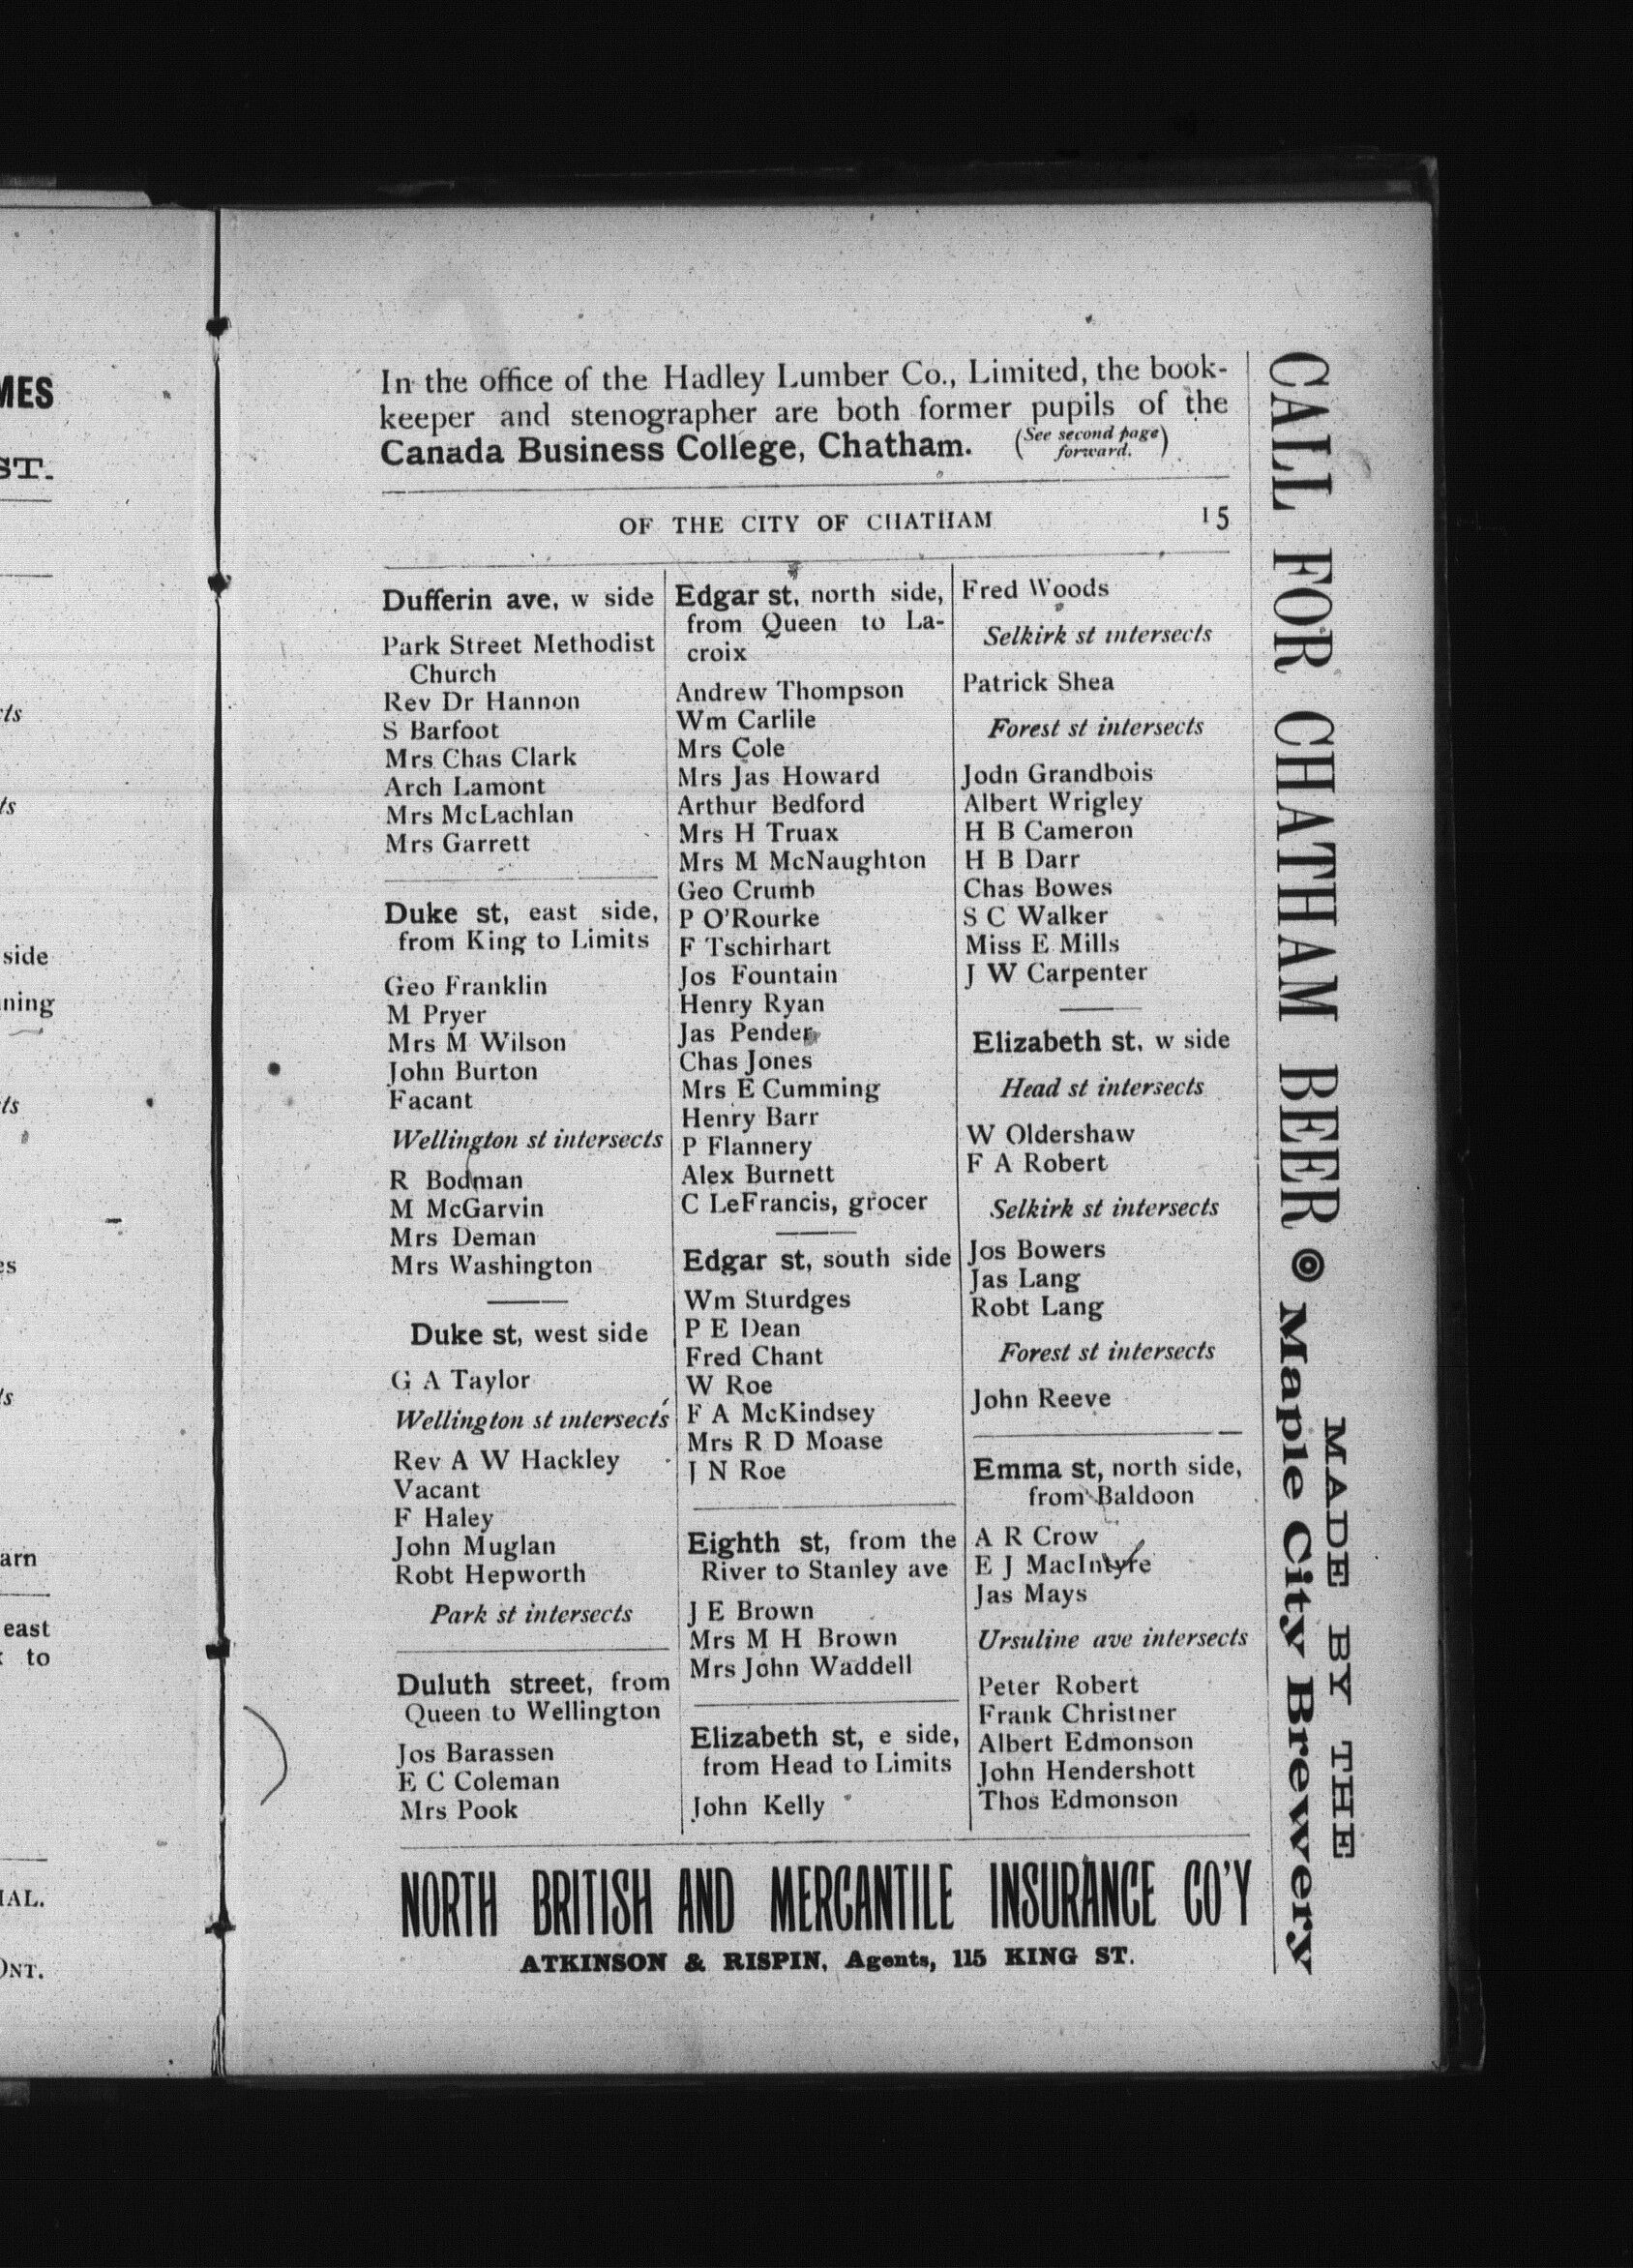 MES
ST.
side
arn
east
to
In the office of the Hadley Lumber Co., Limited, the book-
keeper and stenographer are both former pupils of the
Canada Business College, Chatham. (See second page forward.)
OF THE CITY OF CHATHAM 15
Dufferin ave, w side
Park Street Methodist
Church
Rev Dr Hannon
S Barfoot
Mrs Chas Clark
Arch Lamont
Mrs McLachlan
Mrs Garrett
Duke st, east side,
from King to Limits
Geo Franklin
M Pryer
Mrs M Wilson
John Burton
Facant
Wellington st intersects
R Bodman
M McGarvin
Mrs Deman
Mrs Washington
Duke st, west side
G A Taylor
Wellington st intersects
Rev A W Hackley
Vacant
F Haley
John Muglan
Robt Hepworth
Park st intersects
Duluth street, from
Queen to Wellington
Jos Barassen
E C Coleman
Mrs Pook
Edgar st, north side,
from Queen to La-
croix
Andrew Thompson
Wm Carlile
Mrs Cole
Mrs Jas Howard
Arthur Bedford
Mrs H Truax
Mrs M McNaughton
Geo Crumb
P O'Rourke
F Tschirhart
Jos Fountain
Henry Ryan
Jas Pender
Chas Jones
Mrs E Cumming
Henry Barr
P Flannery
Alex Burnett
C LeFrancis, grocer
Edgar st, south side
Wm Sturdges
P E Dean
Fred Chant
W Roe
F A McKindsey
Mrs R D Moase
J N Roe
Eighth st, from the
River to Stanley ave
J E Brown
Mrs M H Brown
Mrs John Waddell
Elizabeth st, e side,
from Head to Limits
John Kelly
Fred Woods
Selkirk st intersects
Patrick Shea
Forest st intersects
Jodn Grandbois
Albert Wrigley
H B Cameron
H B Darr
Chas Bowes
S C Walker
Miss E Mills
J W Carpenter
Elizabeth st, w side
Head st intersects
W Oldershaw
F A Robert
Selkirk st intersects
Jos Bowers
Jas Lang
Robt Lang
Forest st intersects
John Reeve
Emma st, north side,
from Baldoon
A R Crow
E J MacIntyre
Jas Mays
Ursuline ave intersects
Peter Robert
Frank Christner
Albert Edmonson
John Hendershott
Thos Edmonson
NORTH BRITISH AND MERCANTILE INSURANCE CO'Y
ATKINSON & RISPIN, Agents, 115 KING ST.
CALL FOR CHATHAM BEER
MADE BY THE
Maple City Brewery